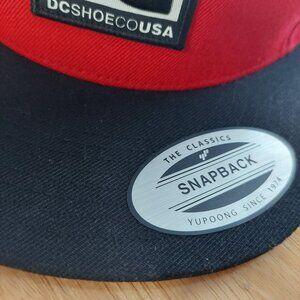 DCSHOECOUSA
THE CLASSICS
SNAPBACK
YUPOONG SINCE 1974